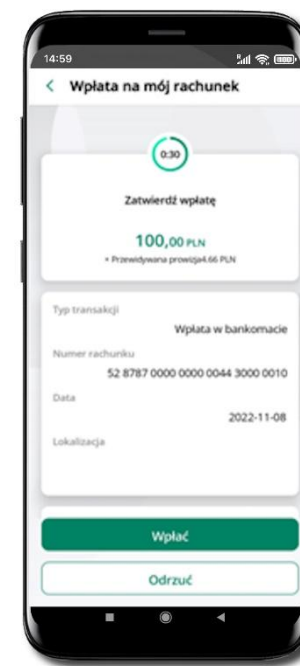 14:59
Wpłata na mój rachunek
0:30
Zatwierdź wpłatę
100,00 PLN
+ Przewidywana prowizja4.66 PLN
Typ transakcji
Wpłata w bankomacie
Numer rachunku
52 8787 0000 0000 0044 3000 0010
Data
2022-11-08
Lokalizacja
Wpłać
Odrzuć